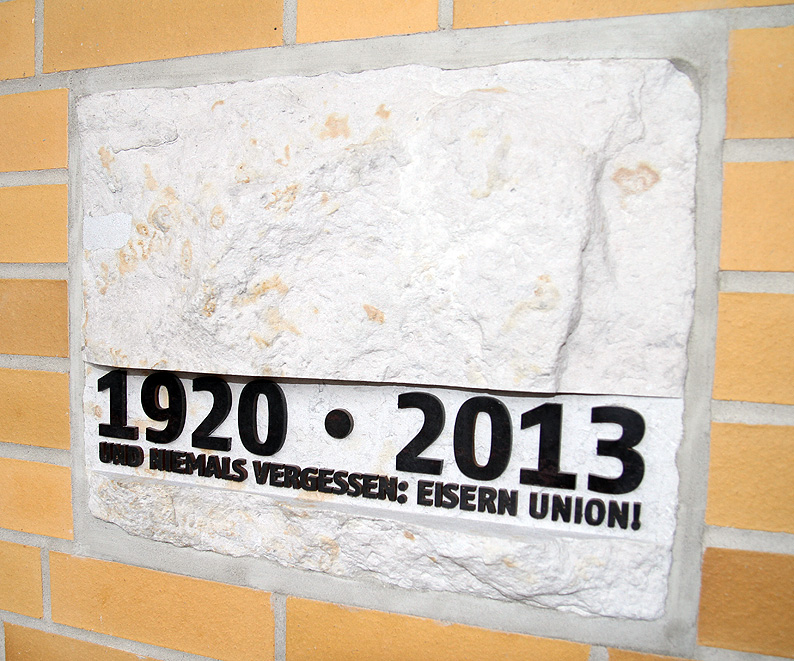 1920 • 2013
UND NIEMALS VERGESSEN: EISERN UNION!